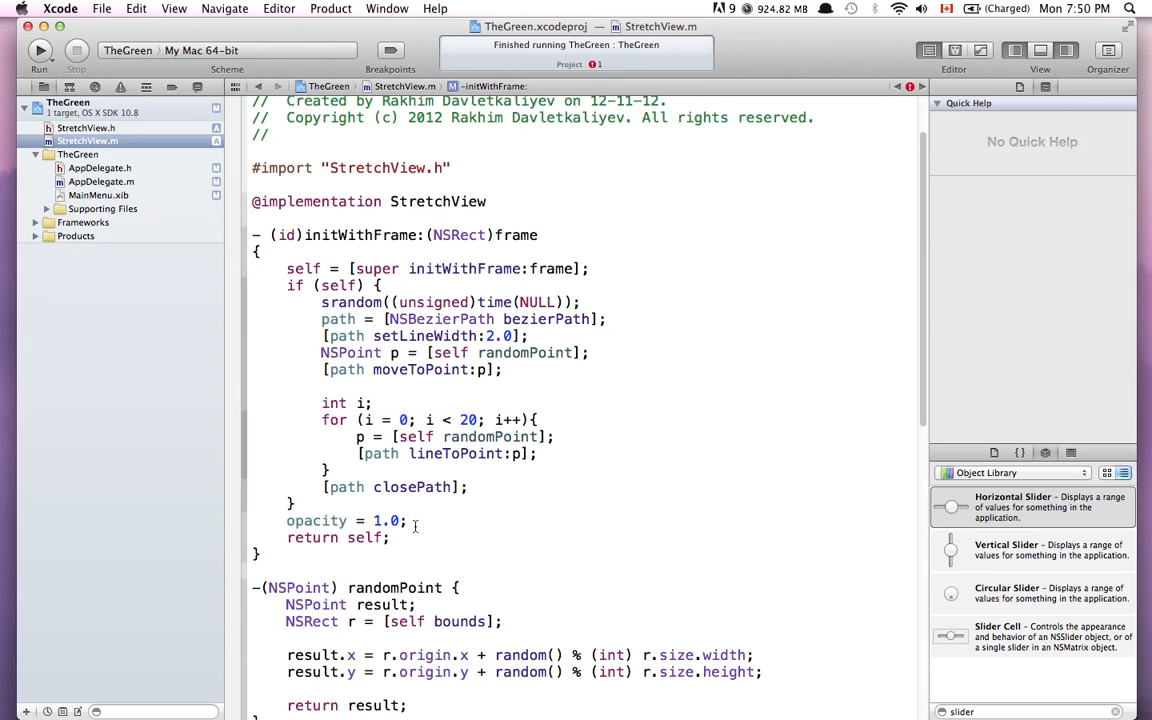 Xcode File Edit View Navigate Editor Product Window Help 9 924.82 MB (Charged) Mo 7:50 PM
TheGreen.xcodeproj — StretchView.m
TheGreen My Mac 64-bit
Finished running TheGreen : TheGreen
Project 1
Run Stop Scheme Breakpoints Editor View Organizer
TheGreen StretchView.m -initWithFrame:
TheGreen
1 target, OS X SDK 10.8
M
StretchView.h A
StretchView.m A
TheGreen
AppDelegate.h M
AppDelegate.m M
MainMenu.xib M
Supporting Files
Frameworks
Products
// Created by Rakhim Davletkaliyev on 12-11-12.
// Copyright (c) 2012 Rakhim Davletkaliyev. All rights reserved.
//
#import "StretchView.h"
@implementation StretchView
- (id)initWithFrame:(NSRect)frame
{
self = [super initWithFrame:frame];
if (self) {
srandom((unsigned)time(NULL));
path = [NSBezierPath bezierPath];
[path setLineWidth:2.0];
NSPoint p = [self randomPoint];
[path moveToPoint:p];
int i;
for (i = 0; i < 20; i++){
p = [self randomPoint];
[path lineToPoint:p];
}
[path closePath];
}
opacity = 1.0;
return self;
}
-(NSPoint) randomPoint {
NSPoint result;
NSRect r = [self bounds];
result.x = r.origin.x + random() % (int) r.size.width;
result.y = r.origin.y + random() % (int) r.size.height;
return result;
Quick Help
No Quick Help
Object Library
Horizontal Slider - Displays a range
of values for something in the
application.
Vertical Slider - Displays a range of
values for something in the
application.
Circular Slider - Displays a range of
values for something in the
application.
Slider Cell - Controls the appearance
and behavior of an NSSlider object, or of
a single slider in an NSMatrix object.
slider